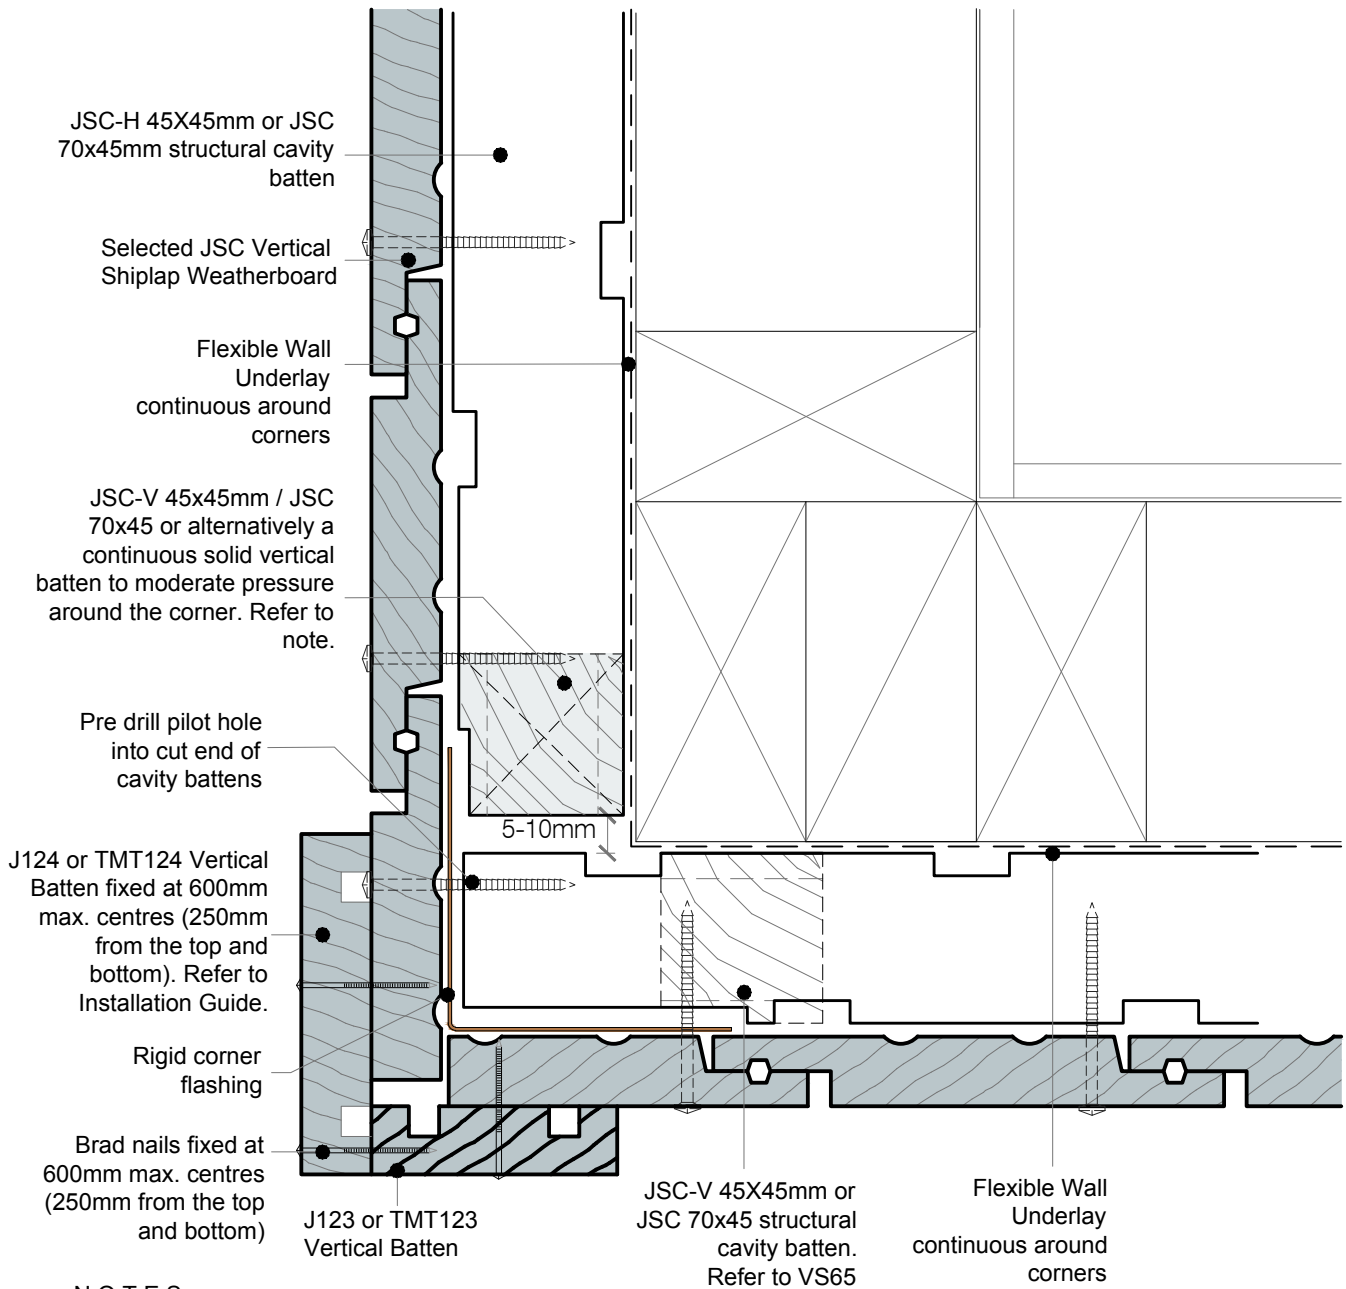 JSC-H 45X45mm or JSC
70x45mm structural cavity
batten
Selected JSC Vertical
Shiplap Weatherboard
Flexible Wall
Underlay
continuous around
corners
JSC-V 45x45mm / JSC
70x45 or alternatively a
continuous solid vertical
batten to moderate pressure
around the corner. Refer to
note.
Pre drill pilot hole
into cut end of
cavity battens
5-10mm
J124 or TMT124 Vertical
Batten fixed at 600mm
max. centres (250mm
from the top and
bottom). Refer to
Installation Guide.
Rigid corner
flashing
Brad nails fixed at
600mm max. centres
(250mm from the top
and bottom)
J123 or TMT123
Vertical Batten
JSC-V 45X45mm or
JSC 70x45 structural
cavity batten.
Refer to VS65
Flexible Wall
Underlay
continuous around
corners